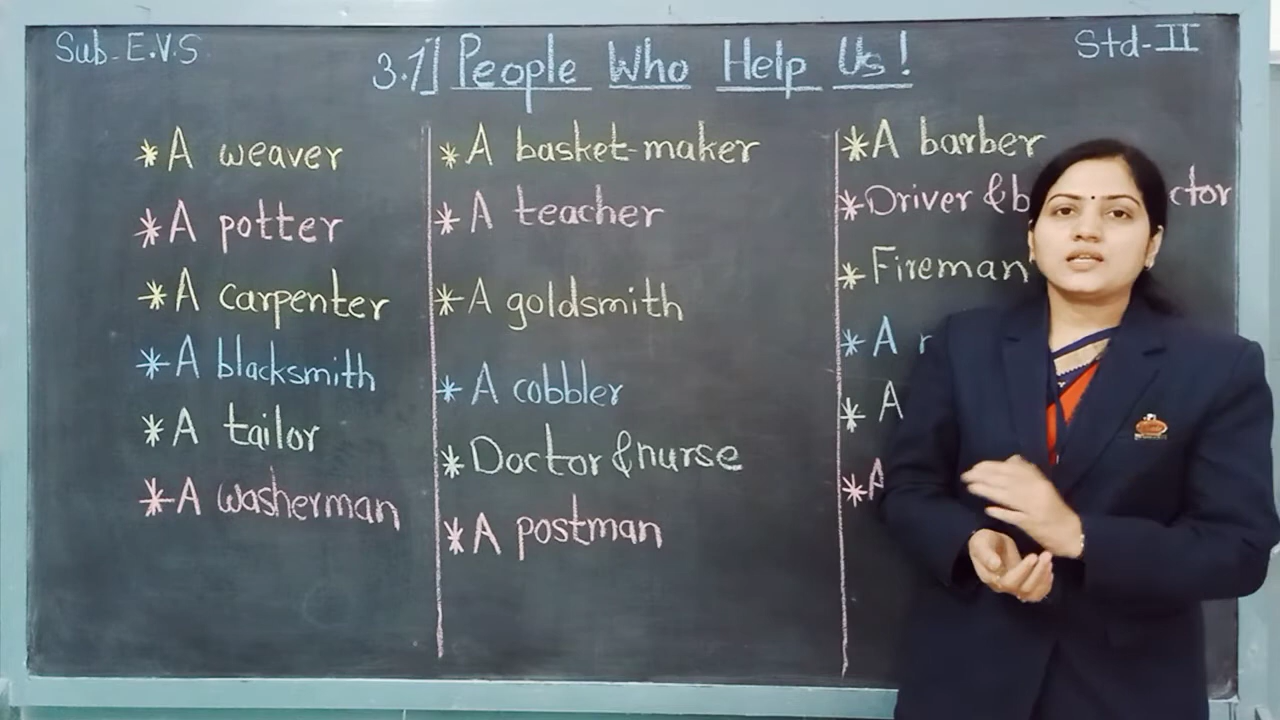 Sub- E.V.S
3.1] People Who Help Us!
Std-II
* A weaver
* A potter
* A carpenter
* A blacksmith
* A tailor
* A washerman
* A basket-maker
* A teacher
* A goldsmith
* A cobbler
* Doctor & nurse
* A postman
* A barber
* Driver &
* Fireman
* A
* A
* A